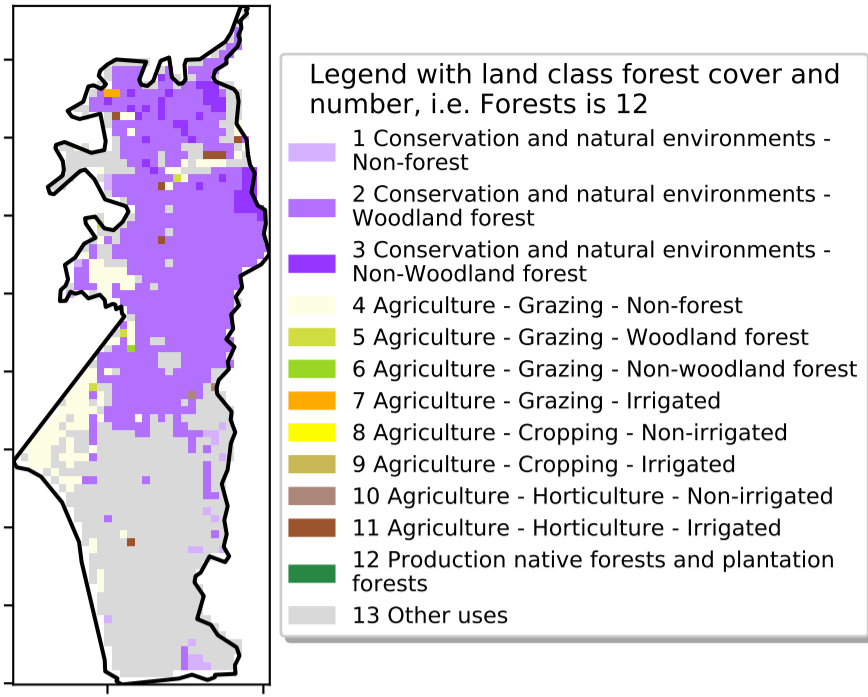 Legend with land class forest cover and
number, i.e. Forests is 12
1 Conservation and natural environments -
Non-forest
2 Conservation and natural environments -
Woodland forest
3 Conservation and natural environments -
Non-Woodland forest
4 Agriculture - Grazing - Non-forest
5 Agriculture - Grazing - Woodland forest
6 Agriculture - Grazing - Non-woodland forest
7 Agriculture - Grazing - Irrigated
8 Agriculture - Cropping - Non-irrigated
9 Agriculture - Cropping - Irrigated
10 Agriculture - Horticulture - Non-irrigated
11 Agriculture - Horticulture - Irrigated
12 Production native forests and plantation
forests
13 Other uses